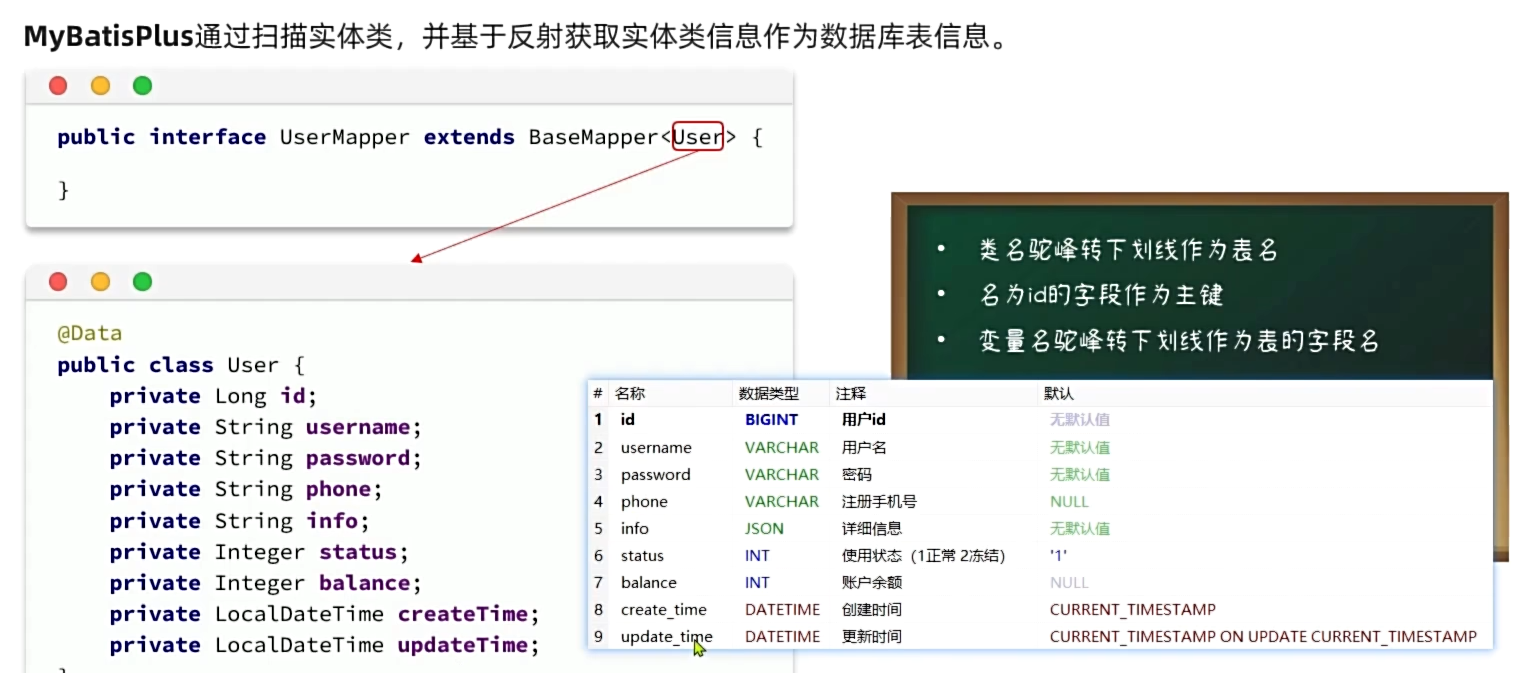 MyBatisPlus通过扫描实体类，并基于反射获取实体类信息作为数据库表信息。
public interface UserMapper extends BaseMapper<User> {
}
@Data
public class User {
private Long id;
private String username;
private String password;
private String phone;
private String info;
private Integer status;
private Integer balance;
private LocalDateTime createTime;
private LocalDateTime updateTime;
• 类名驼峰转下划线作为表名
• 名为id的字段作为主键
• 变量名驼峰转下划线作为表的字段名
# 名称 数据类型 注释 默认
1 id BIGINT 用户id 无默认值
2 username VARCHAR 用户名 无默认值
3 password VARCHAR 密码 无默认值
4 phone VARCHAR 注册手机号 NULL
5 info JSON 详细信息 无默认值
6 status INT 使用状态（1正常 2冻结） '1'
7 balance INT 账户余额 NULL
8 create_time DATETIME 创建时间 CURRENT_TIMESTAMP
9 update_time DATETIME 更新时间 CURRENT_TIMESTAMP ON UPDATE CURRENT_TIMESTAMP